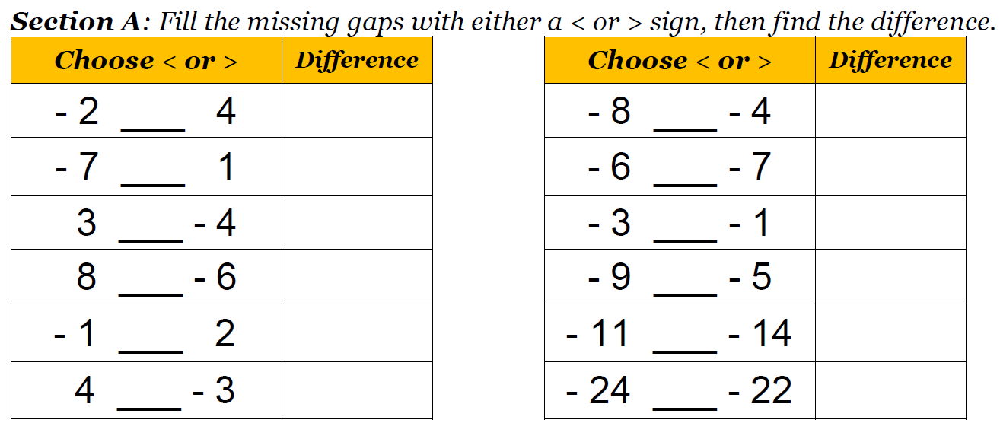 Section A: Fill the missing gaps with either a < or > sign, then find the difference.
Choose < or > Difference
- 2 ___ 4
- 7 ___ 1
3 ___ - 4
8 ___ - 6
- 1 ___ 2
4 ___ - 3
Choose < or > Difference
- 8 ___ - 4
- 6 ___ - 7
- 3 ___ - 1
- 9 ___ - 5
- 11 ___ - 14
- 24 ___ - 22